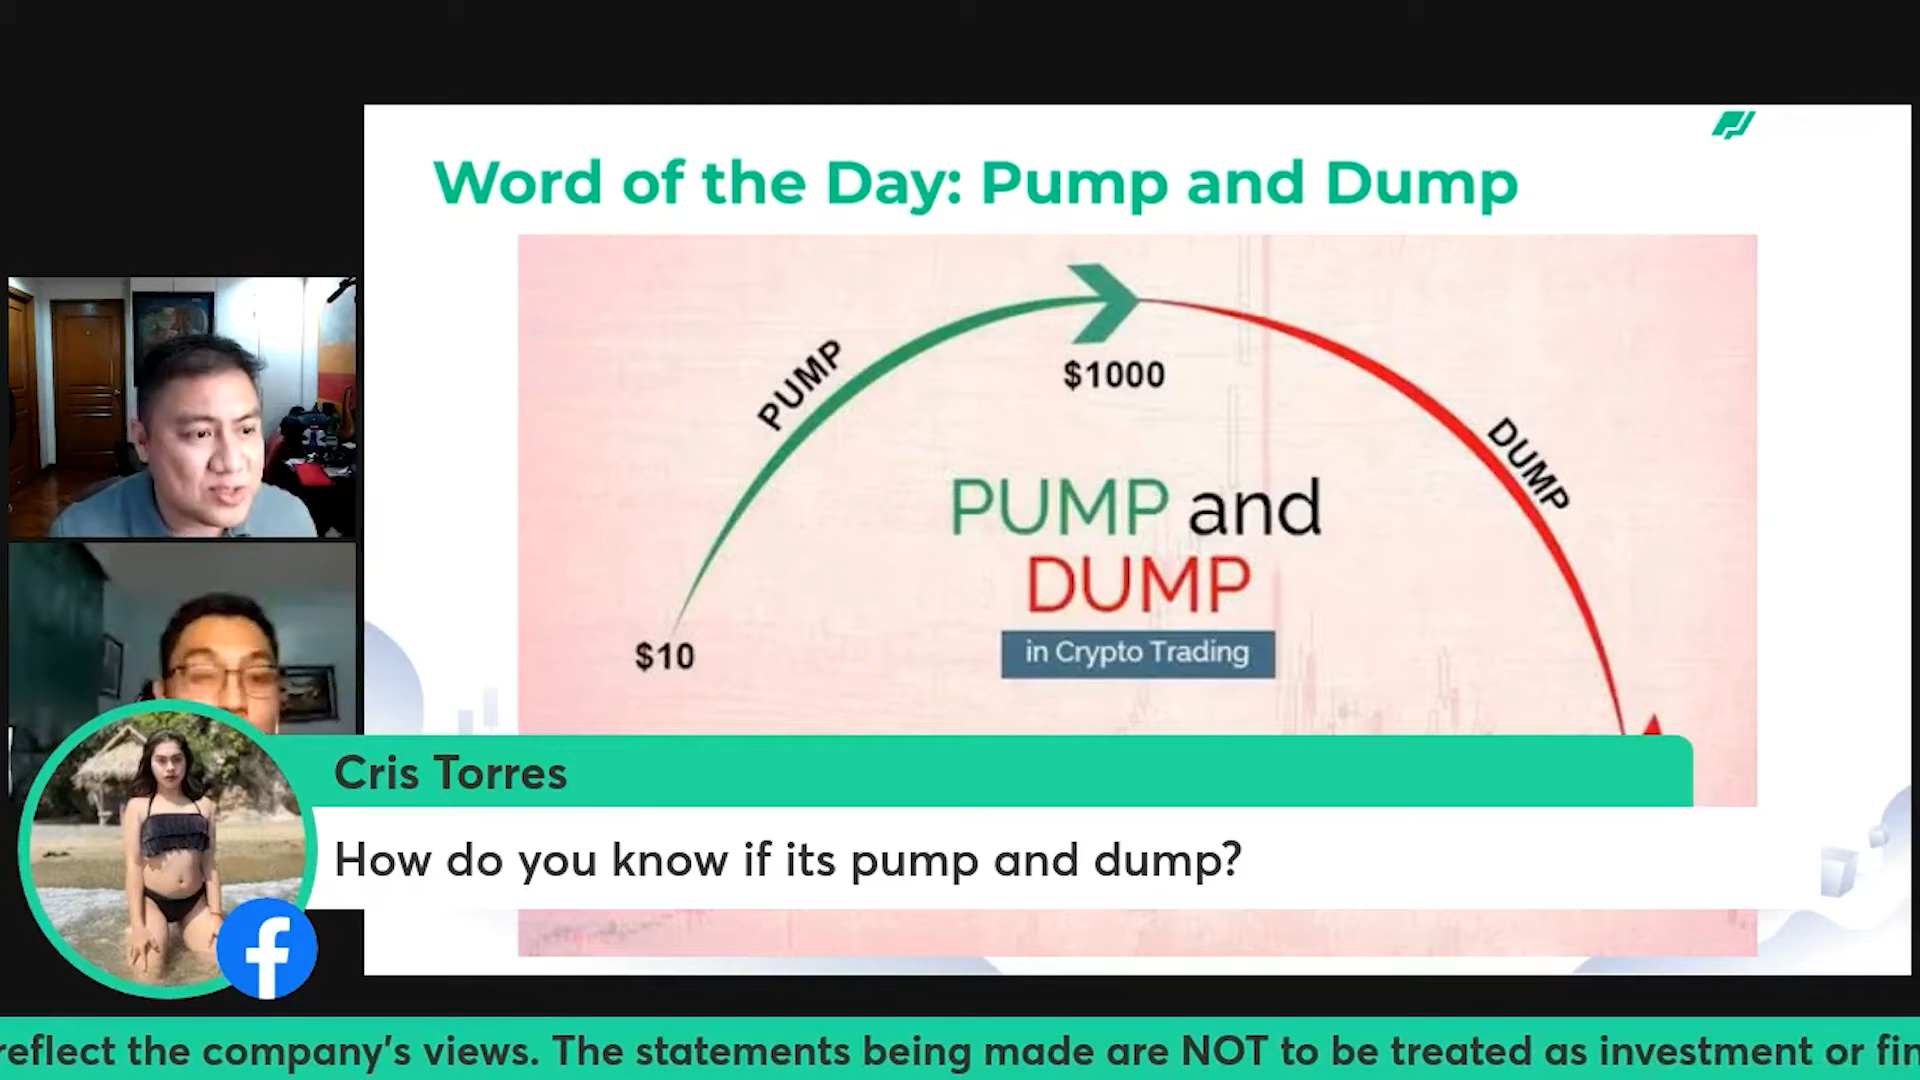 Word of the Day: Pump and Dump
PUMP
$1000
DUMP
PUMP and
DUMP
in Crypto Trading
$10
Cris Torres
How do you know if its pump and dump?
reflect the company's views. The statements being made are NOT to be treated as investment or